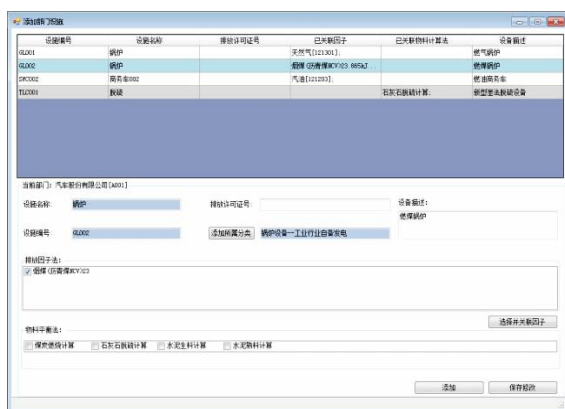 添加部门设施
设施编号 设施名称 排放许可证号 已关联因子 已关联物料计算法 设备描述
GL001 锅炉 天然气[121301]; 燃气锅炉
GL002 锅炉 燃煤锅炉
SWC002 商务车002 汽油[121203]; 燃油商务车
TLC001 脱硫 石灰石脱硫计算; 新型湿法脱硫设备
当前部门: 汽车股份有限公司[A001]
设施名称: 锅炉 排放许可证号: 设备描述:
燃煤锅炉
设施编号 GL002 添加所属分类 锅炉设备--工业行业自备发电
排放因子法:
烟煤(沥青煤NCV>23
选择并关联因子
物料平衡法:
煤炭燃烧计算 石灰石脱硫计算 水泥生料计算 水泥熟料计算
添加 保存修改